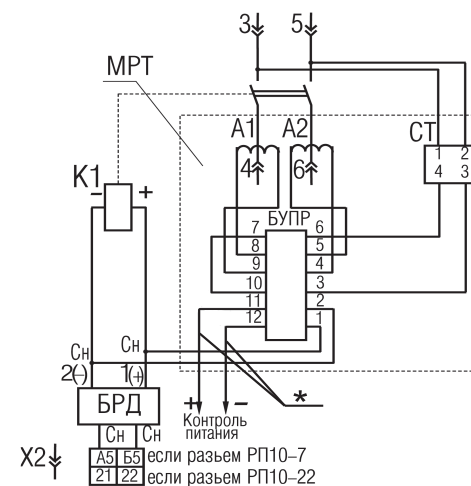 3 5
МРТ
А1 А2
СТ
1 2
4 3
4 6
К1
- +
БУПР
7 6
8 5
9 4
10 3
11 2
12 1
Сн Сн
2(-) 1(+)
БРД
+ - *
Контроль
питания
Сн Сн
Х2
А5 Б5 если разьем РП10-7
21 22 если разьем РП10-22